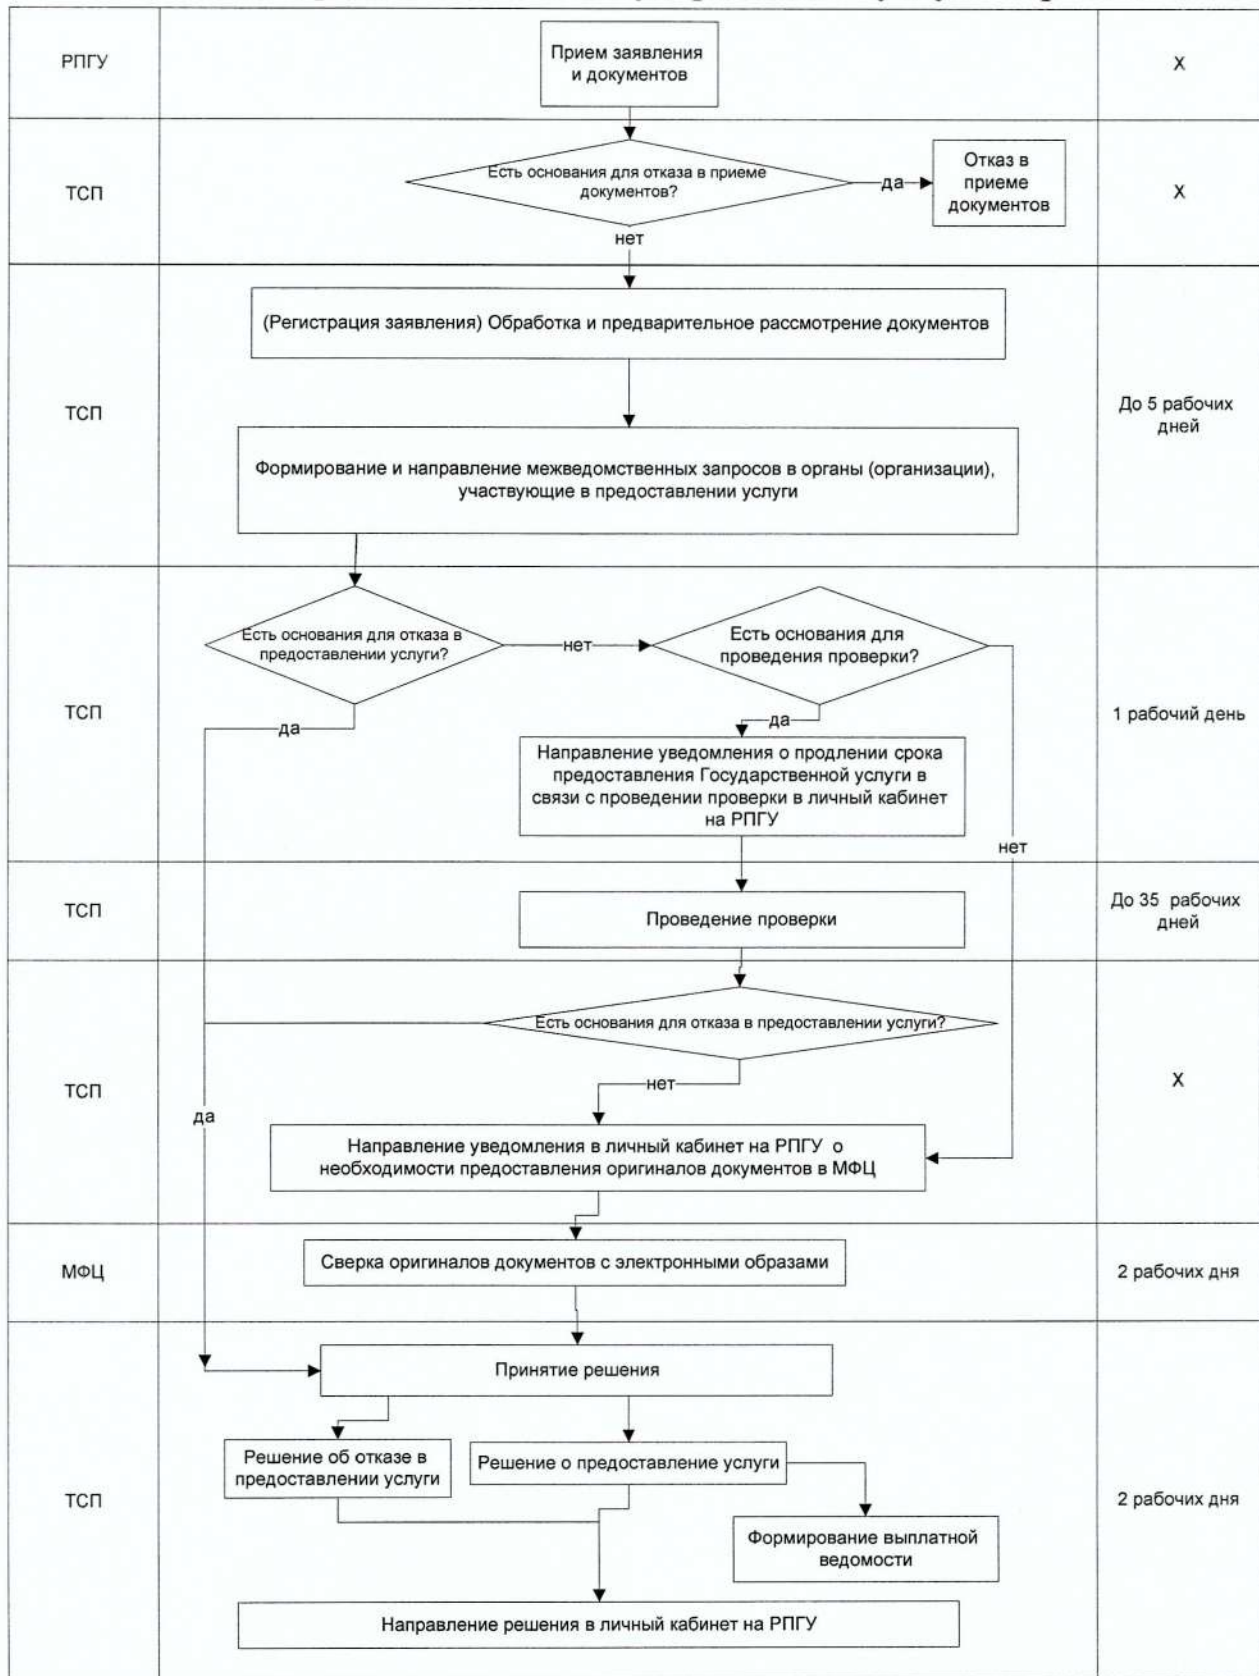 РПГУ
Прием заявления
и документов
X
ТСП
Есть основания для отказа в приеме
документов?
да
Отказ в
приеме
документов
X
нет
ТСП
(Регистрация заявления) Обработка и предварительное рассмотрение документов
Формирование и направление межведомственных запросов в органы (организации),
участвующие в предоставлении услуги
До 5 рабочих
дней
ТСП
Есть основания для отказа в
предоставлении услуги?
нет
Есть основания для
проведения проверки?
да
да
Направление уведомления о продлении срока
предоставления Государственной услуги в
связи с проведении проверки в личный кабинет
на РПГУ
нет
1 рабочий день
ТСП
Проведение проверки
До 35 рабочих
дней
ТСП
Есть основания для отказа в предоставлении услуги?
нет
да
Направление уведомления в личный кабинет на РПГУ о
необходимости предоставления оригиналов документов в МФЦ
X
МФЦ
Сверка оригиналов документов с электронными образами
2 рабочих дня
ТСП
Принятие решения
Решение об отказе в
предоставлении услуги
Решение о предоставление услуги
Формирование выплатной
ведомости
Направление решения в личный кабинет на РПГУ
2 рабочих дня